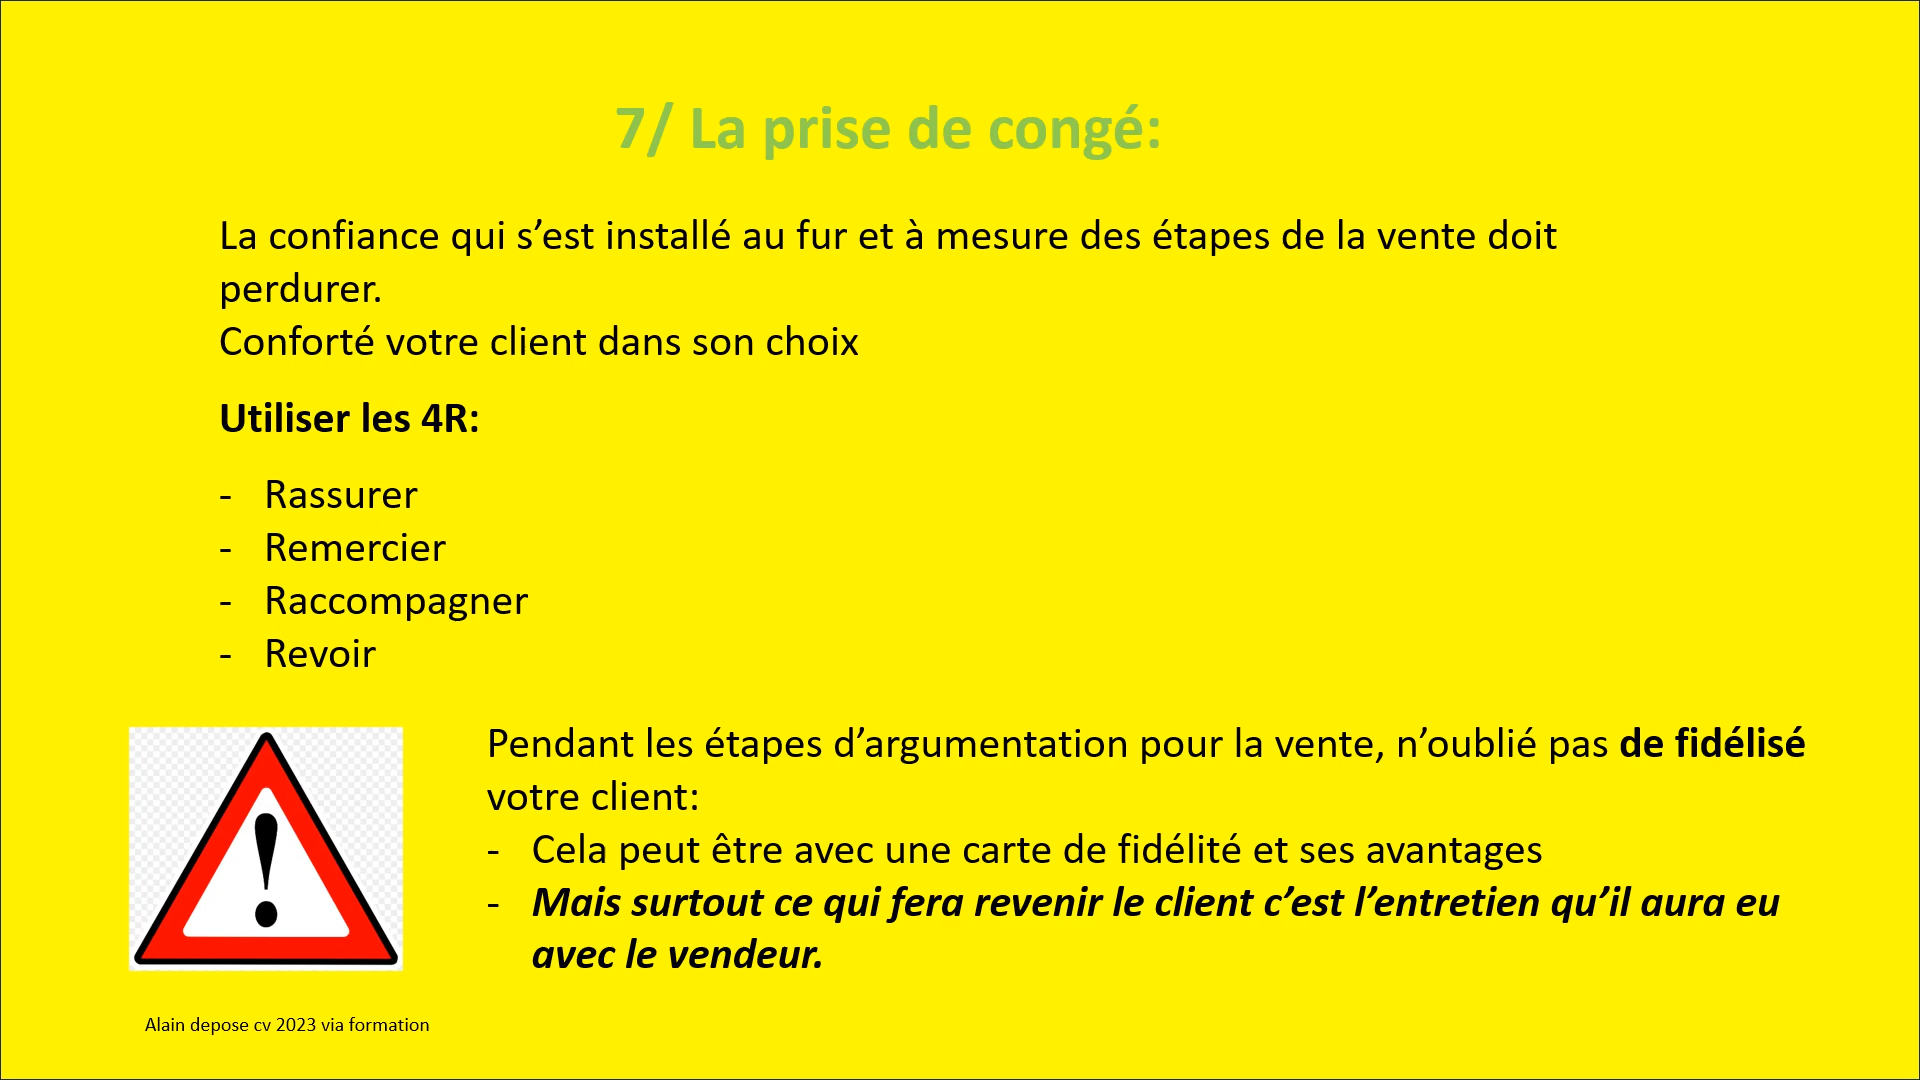 7/ La prise de congé:
La confiance qui s’est installé au fur et à mesure des étapes de la vente doit
perdurer.
Conforté votre client dans son choix
Utiliser les 4R:
- Rassurer
- Remercier
- Raccompagner
- Revoir
Pendant les étapes d’argumentation pour la vente, n’oublié pas de fidélisé
votre client:
- Cela peut être avec une carte de fidélité et ses avantages
- Mais surtout ce qui fera revenir le client c’est l’entretien qu’il aura eu
avec le vendeur.
Alain depose cv 2023 via formation